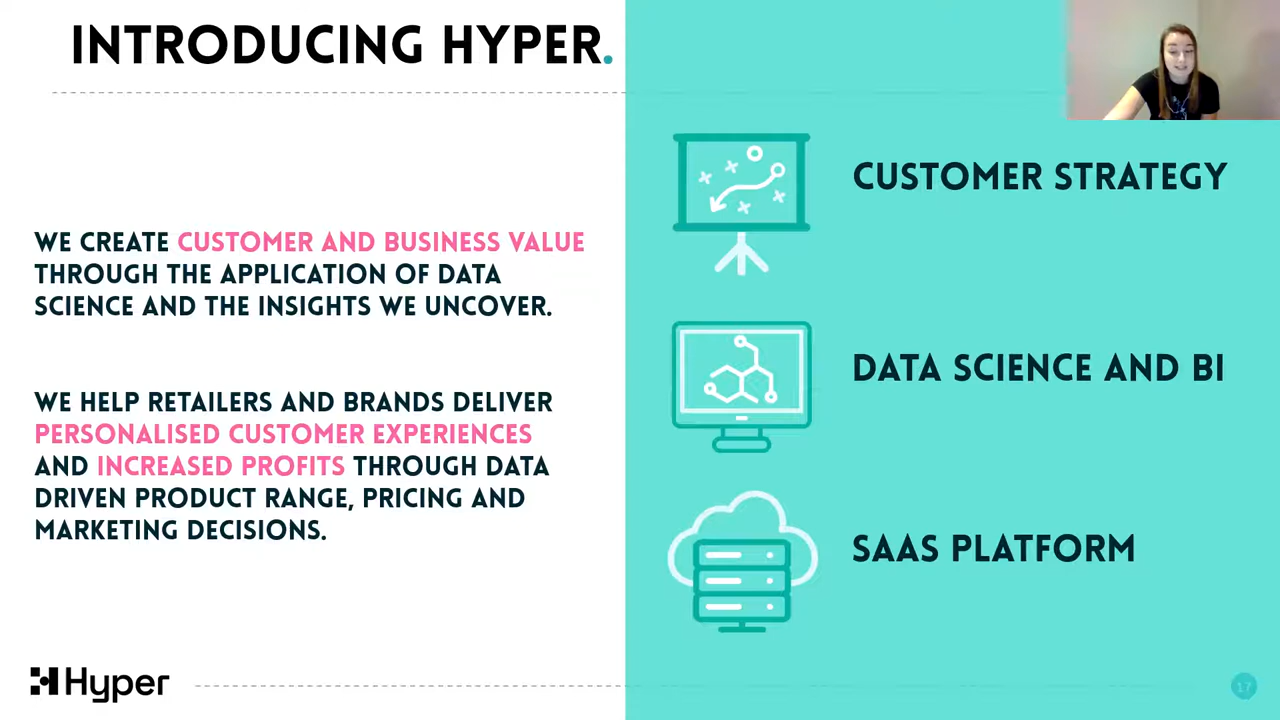 INTRODUCING HYPER.
WE CREATE CUSTOMER AND BUSINESS VALUE
THROUGH THE APPLICATION OF DATA
SCIENCE AND THE INSIGHTS WE UNCOVER.
WE HELP RETAILERS AND BRANDS DELIVER
PERSONALISED CUSTOMER EXPERIENCES
AND INCREASED PROFITS THROUGH DATA
DRIVEN PRODUCT RANGE, PRICING AND
MARKETING DECISIONS.
CUSTOMER STRATEGY
DATA SCIENCE AND BI
SAAS PLATFORM
Hyper
17